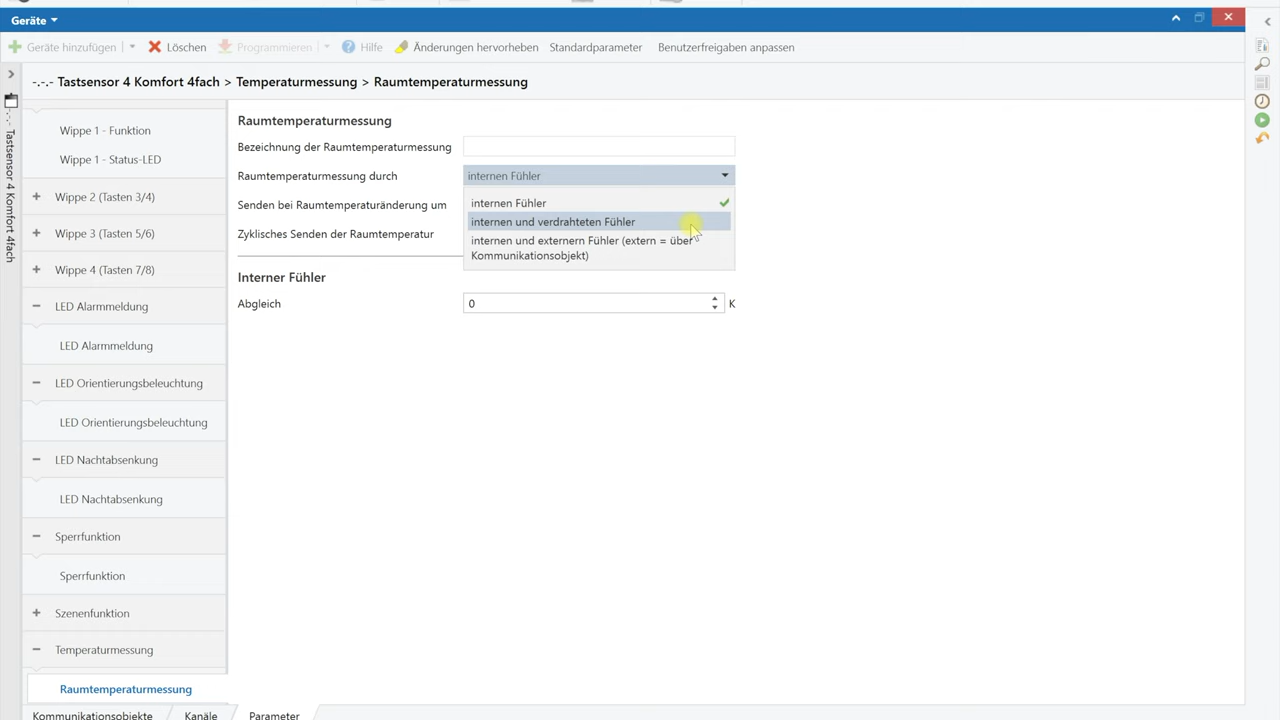 Geräte
Geräte hinzufügen Löschen Programmieren Hilfe Änderungen hervorheben Standardparameter Benutzerfreigaben anpassen
-.-.- Tastsensor 4 Komfort 4fach > Temperaturmessung > Raumtemperaturmessung
-.-.- Tastsensor 4 Komfort 4fach
Wippe 1 - Funktion
Wippe 1 - Status-LED
Wippe 2 (Tasten 3/4)
Wippe 3 (Tasten 5/6)
Wippe 4 (Tasten 7/8)
LED Alarmmeldung
LED Alarmmeldung
LED Orientierungsbeleuchtung
LED Orientierungsbeleuchtung
LED Nachtabsenkung
LED Nachtabsenkung
Sperrfunktion
Sperrfunktion
Szenenfunktion
Temperaturmessung
Raumtemperaturmessung
Raumtemperaturmessung
Bezeichnung der Raumtemperaturmessung
Raumtemperaturmessung durch internen Fühler
internen Fühler
internen und verdrahteten Fühler
internen und externern Fühler (extern = über
Kommunikationsobjekt)
Senden bei Raumtemperaturänderung um
Zyklisches Senden der Raumtemperatur
Interner Fühler
Abgleich 0 K
Kommunikationsobjekte Kanäle Parameter